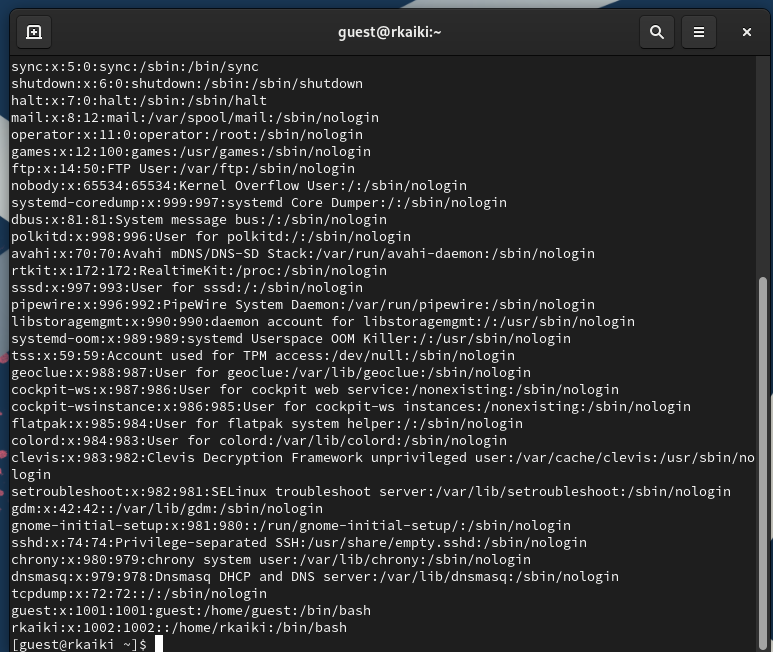 guest@rkaiki:~
sync:x:5:0:sync:/sbin:/bin/sync
shutdown:x:6:0:shutdown:/sbin:/sbin/shutdown
halt:x:7:0:halt:/sbin:/sbin/halt
mail:x:8:12:mail:/var/spool/mail:/sbin/nologin
operator:x:11:0:operator:/root:/sbin/nologin
games:x:12:100:games:/usr/games:/sbin/nologin
ftp:x:14:50:FTP User:/var/ftp:/sbin/nologin
nobody:x:65534:65534:Kernel Overflow User:/:/sbin/nologin
systemd-coredump:x:999:997:systemd Core Dumper:/:/sbin/nologin
dbus:x:81:81:System message bus:/:/sbin/nologin
polkitd:x:998:996:User for polkitd:/:/sbin/nologin
avahi:x:70:70:Avahi mDNS/DNS-SD Stack:/var/run/avahi-daemon:/sbin/nologin
rtkit:x:172:172:RealtimeKit:/proc:/sbin/nologin
sssd:x:997:993:User for sssd:/:/sbin/nologin
pipewire:x:996:992:PipeWire System Daemon:/var/run/pipewire:/sbin/nologin
libstoragemgmt:x:990:990:daemon account for libstoragemgmt:/:/usr/sbin/nologin
systemd-oom:x:989:989:systemd Userspace OOM Killer:/:/usr/sbin/nologin
tss:x:59:59:Account used for TPM access:/dev/null:/sbin/nologin
geoclue:x:988:987:User for geoclue:/var/lib/geoclue:/sbin/nologin
cockpit-ws:x:987:986:User for cockpit web service:/nonexisting:/sbin/nologin
cockpit-wsinstance:x:986:985:User for cockpit-ws instances:/nonexisting:/sbin/nologin
flatpak:x:985:984:User for flatpak system helper:/:/sbin/nologin
colord:x:984:983:User for colord:/var/lib/colord:/sbin/nologin
clevis:x:983:982:Clevis Decryption Framework unprivileged user:/var/cache/clevis:/usr/sbin/no
login
setroubleshoot:x:982:981:SELinux troubleshoot server:/var/lib/setroubleshoot:/sbin/nologin
gdm:x:42:42::/var/lib/gdm:/sbin/nologin
gnome-initial-setup:x:981:980::/run/gnome-initial-setup/:/sbin/nologin
sshd:x:74:74:Privilege-separated SSH:/usr/share/empty.sshd:/sbin/nologin
chrony:x:980:979:chrony system user:/var/lib/chrony:/sbin/nologin
dnsmasq:x:979:978:Dnsmasq DHCP and DNS server:/var/lib/dnsmasq:/sbin/nologin
tcpdump:x:72:72::/:/sbin/nologin
guest:x:1001:1001:guest:/home/guest:/bin/bash
rkaiki:x:1002:1002::/home/rkaiki:/bin/bash
[guest@rkaiki ~]$